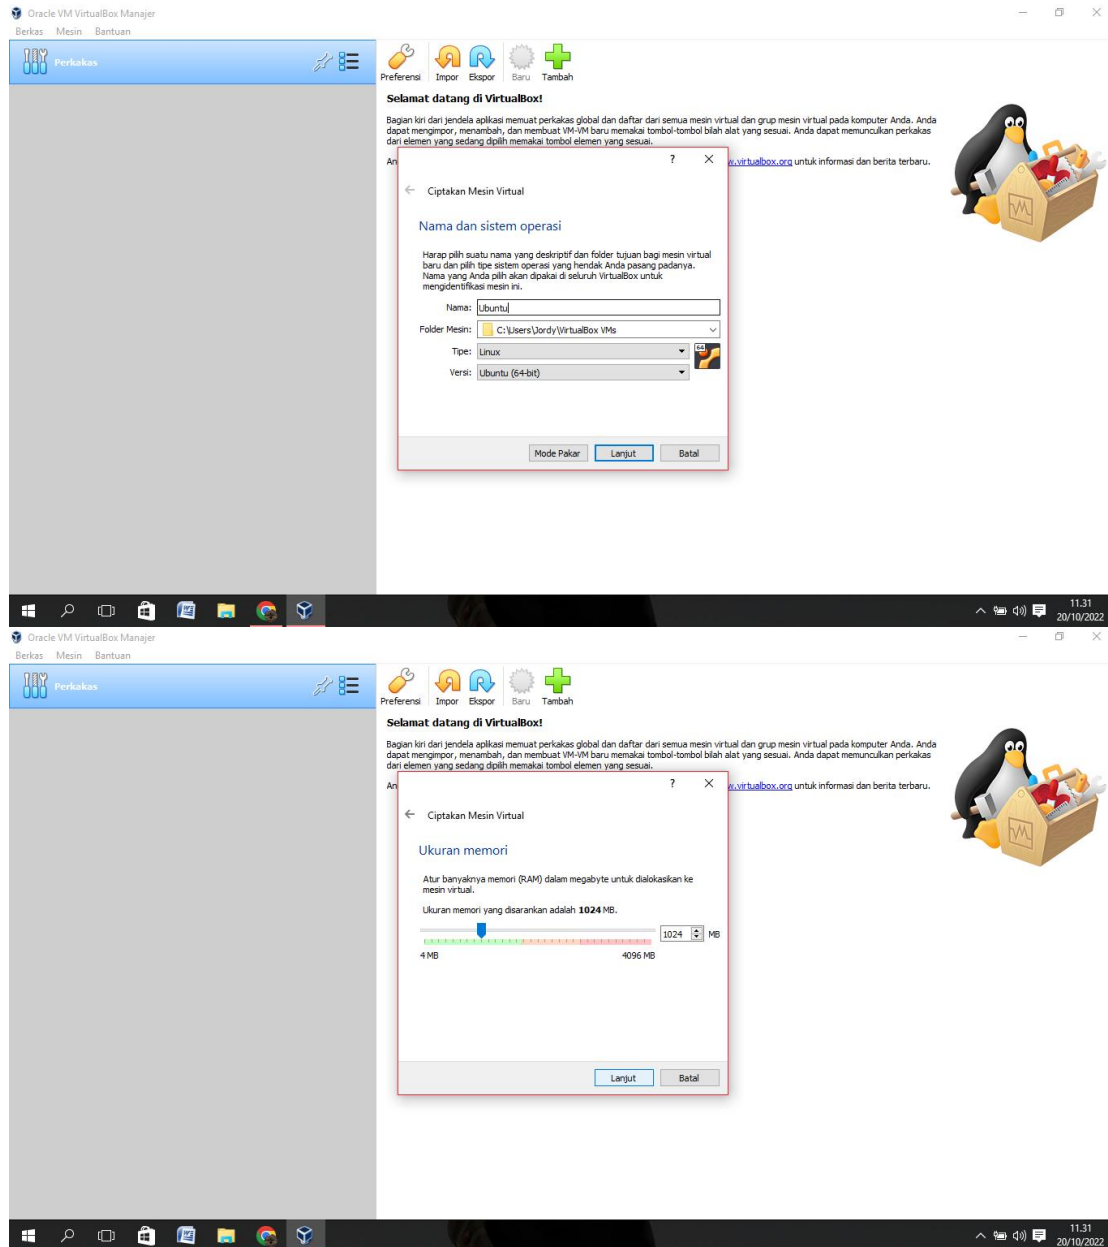 Oracle VM VirtualBox Manajer
Berkas Mesin Bantuan
Perkakas
Preferensi Impor Ekspor Baru Tambah
Selamat datang di VirtualBox!
Bagian kiri dari jendela aplikasi memuat perkakas global dan daftar dari semua mesin virtual dan grup mesin virtual pada komputer Anda. Anda
dapat mengimpor, menambah, dan membuat VM-VM baru memakai tombol-tombol bilah alat yang sesuai. Anda dapat memunculkan perkakas
dari elemen yang sedang dipilih memakai tombol elemen yang sesuai.
An
w.virtualbox.org untuk informasi dan berita terbaru.
?
Ciptakan Mesin Virtual
Nama dan sistem operasi
Harap pilih suatu nama yang deskriptif dan folder tujuan bagi mesin virtual
baru dan pilih tipe sistem operasi yang hendak Anda pasang padanya.
Nama yang Anda pilih akan dipakai di seluruh VirtualBox untuk
mengidentifikasi mesin ini.
Nama: Ubuntu
Folder Mesin: C:\Users\Jordy\VirtualBox VMs
Tipe: Linux
64
Versi: Ubuntu (64-bit)
Mode Pakar Lanjut Batal
11.31
20/10/2022
Oracle VM VirtualBox Manajer
Berkas Mesin Bantuan
Perkakas
Preferensi Impor Ekspor Baru Tambah
Selamat datang di VirtualBox!
Bagian kiri dari jendela aplikasi memuat perkakas global dan daftar dari semua mesin virtual dan grup mesin virtual pada komputer Anda. Anda
dapat mengimpor, menambah, dan membuat VM-VM baru memakai tombol-tombol bilah alat yang sesuai. Anda dapat memunculkan perkakas
dari elemen yang sedang dipilih memakai tombol elemen yang sesuai.
An
w.virtualbox.org untuk informasi dan berita terbaru.
?
Ciptakan Mesin Virtual
Ukuran memori
Atur banyaknya memori (RAM) dalam megabyte untuk dialokasikan ke
mesin virtual.
Ukuran memori yang disarankan adalah 1024 MB.
1024 MB
4 MB 4096 MB
Lanjut Batal
11.31
20/10/2022